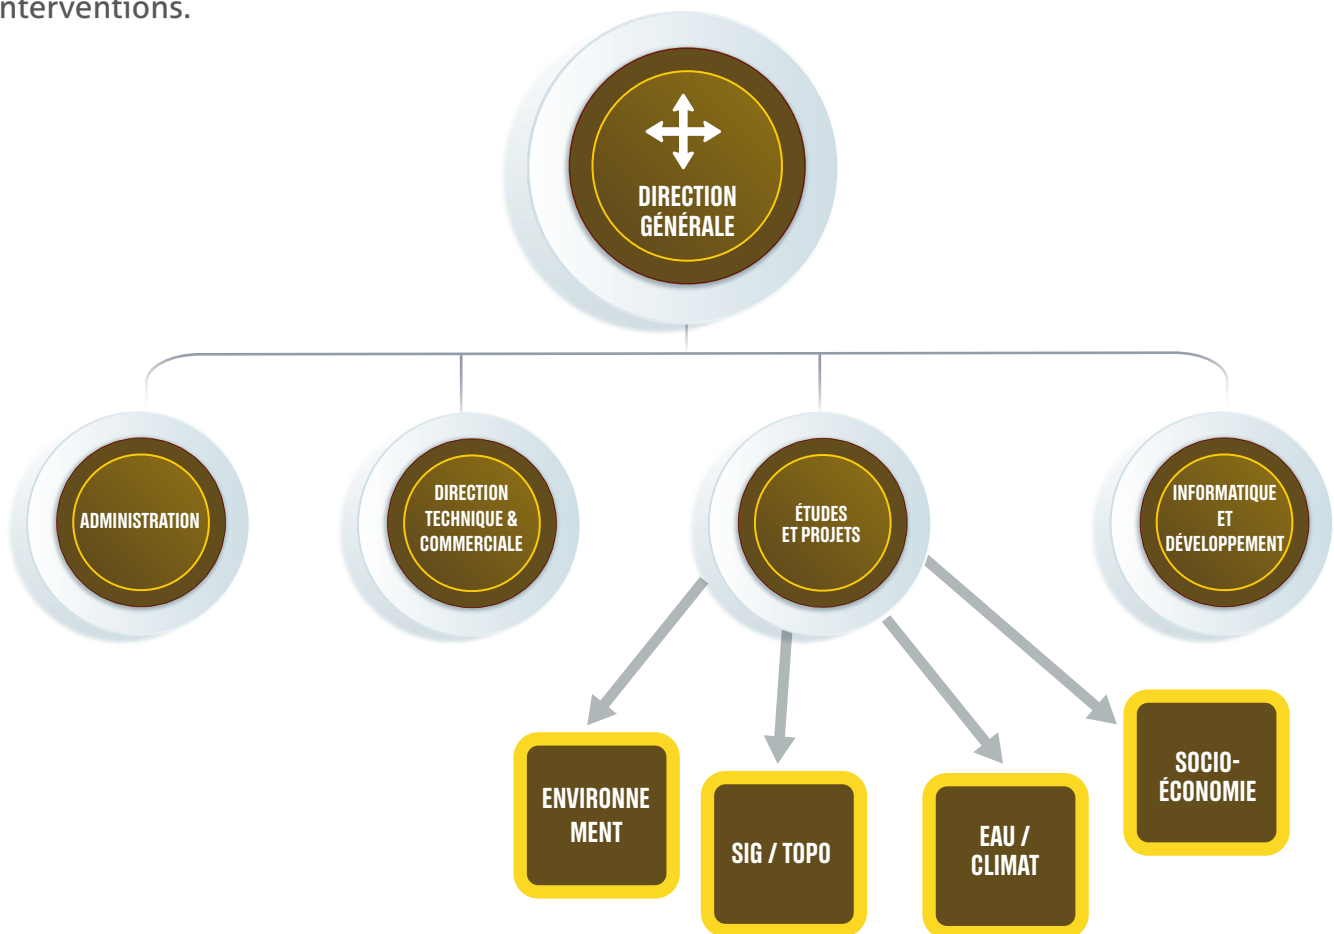 nterventions.
DIRECTION
GÉNÉRALE
ADMINISTRATION
DIRECTION
TECHNIQUE &
COMMERCIALE
ÉTUDES
ET PROJETS
INFORMATIQUE
ET
DÉVELOPPEMENT
ENVIRONNE
MENT
SIG / TOPO
EAU /
CLIMAT
SOCIO-
ÉCONOMIE